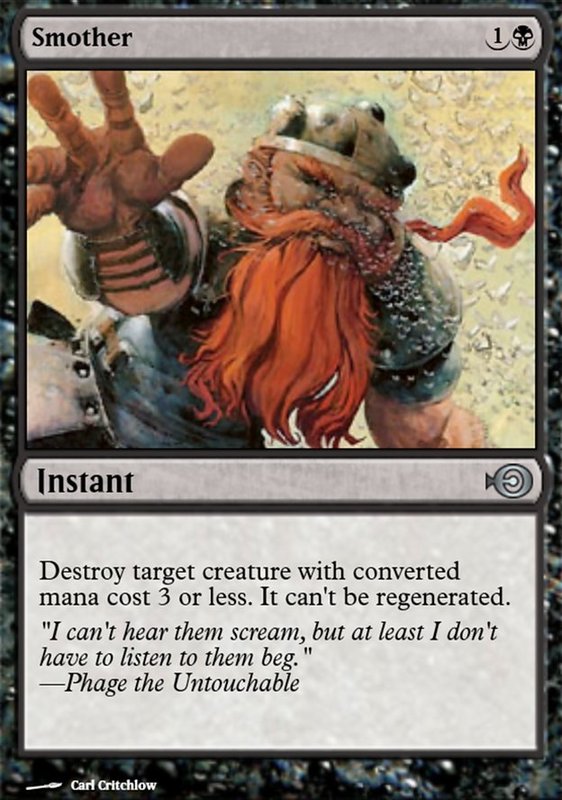 Smother 1
Instant
Destroy target creature with converted
mana cost 3 or less. It can't be regenerated.
"I can't hear them scream, but at least I don't
have to listen to them beg."
—Phage the Untouchable
Carl Critchlow